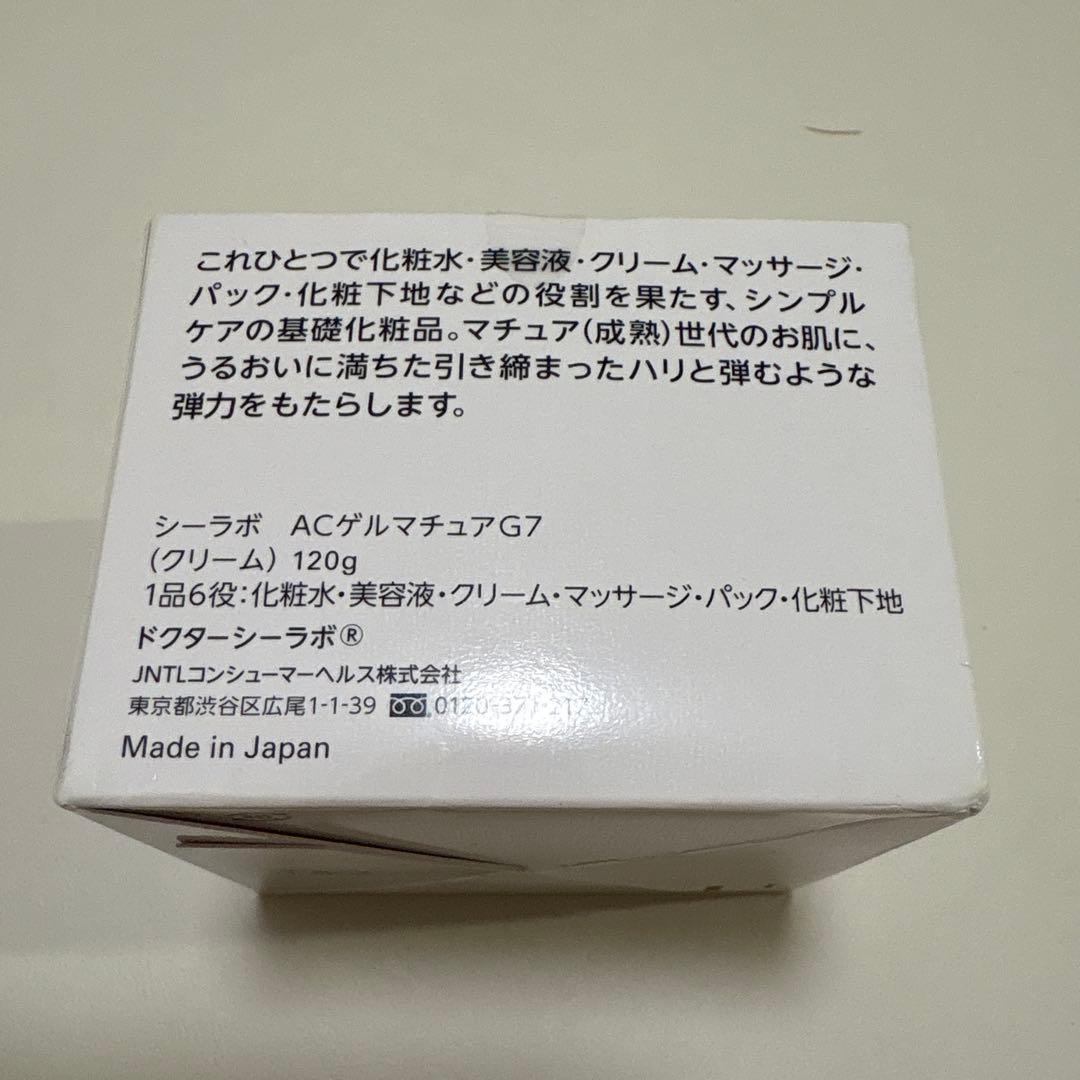 これひとつで化粧水・美容液・クリーム・マッサージ・
パック・化粧下地などの役割を果たす、シンプル
ケアの基礎化粧品。マチュア(成熟)世代のお肌に、
うるおいに満ちた引き締まったハリと弾むような
弾力をもたらします。
シーラボ ACゲルマチュアG7
(クリーム) 120g
1品6役:化粧水・美容液・クリーム・マッサージ・パック・化粧下地
ドクターシーラボ®
JNTLコンシューマーヘルス株式会社
東京都渋谷区広尾1-1-39
Made in Japan